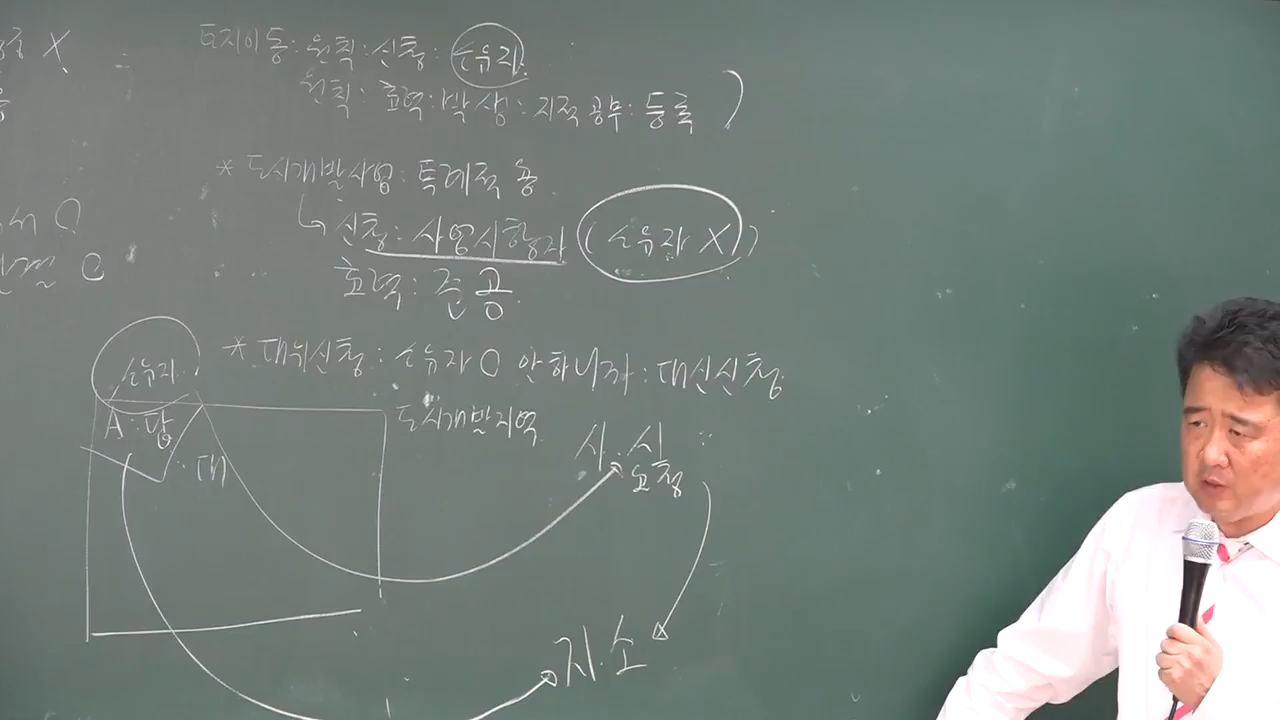 X
토지이동: 원칙: 신청: 소유자
원칙: 효력: 발생: 지적공부: 등록
* 도시개발사업: 특례적용
신청: 사업시행자 (소유자 X)
효력: 준공
* 대위신청: 소유자 O 안하니까: 대신신청
소유자
A: 답
대
도시개발지역
사.시
요청
지.소